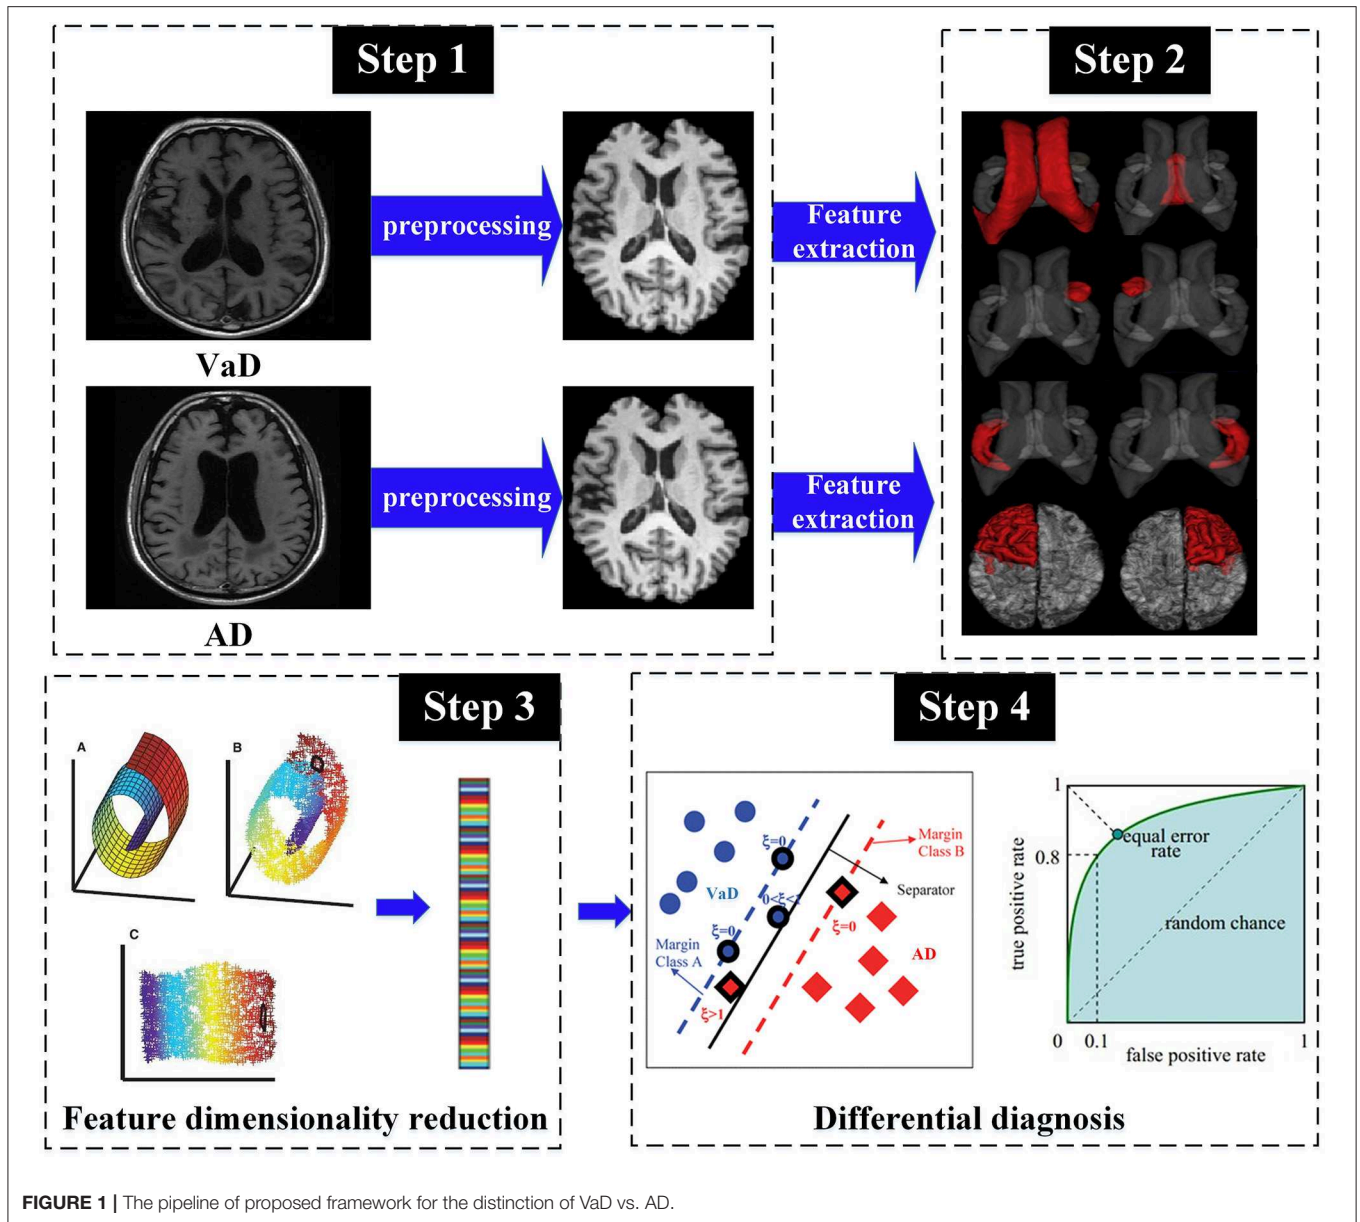 Step 1
preprocessing
VaD
preprocessing
AD
Feature
extraction
Feature
extraction
Step 2
Step 3
A
B
C
Feature dimensionality reduction
Step 4
Margin
Class B
ξ=0
Separator
VaD
0<ξ<
ξ=0
ξ=0
Margin
Class A
AD
ξ>1
1
equal error
rate
0.8
true positive rate
random chance
0
0.1
1
false positive rate
Differential diagnosis
FIGURE 1 | The pipeline of proposed framework for the distinction of VaD vs. AD.